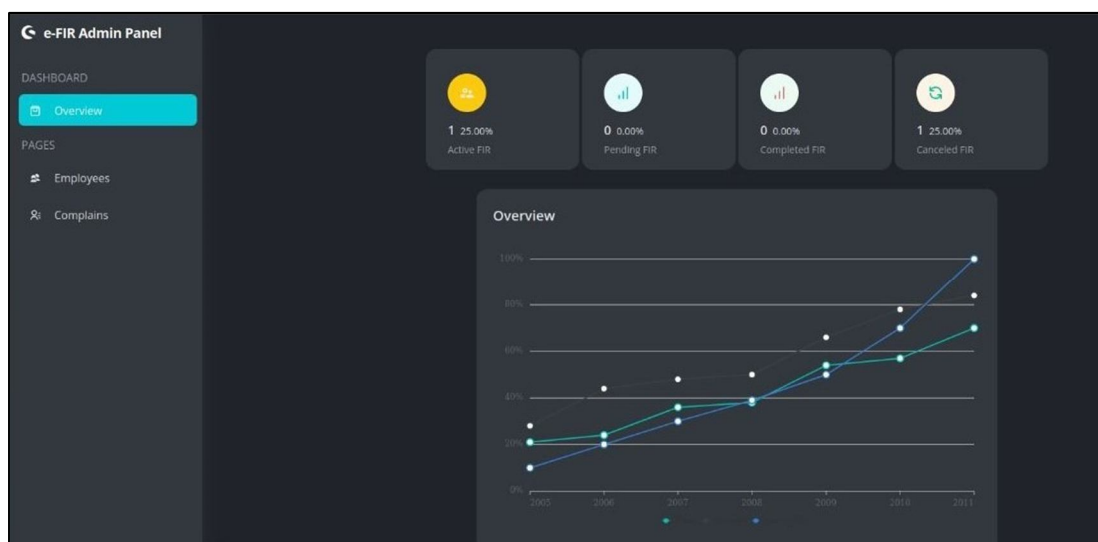 e-FIR Admin Panel
DASHBOARD
Overview
PAGES
Employees
Complains
1 25.00%
Active FIR
0 0.00%
Pending FIR
0 0.00%
Completed FIR
1 25.00%
Canceled FIR
Overview
100%
80%
60%
40%
20%
0%
2005 2006 2007 2008 2009 2010 2011